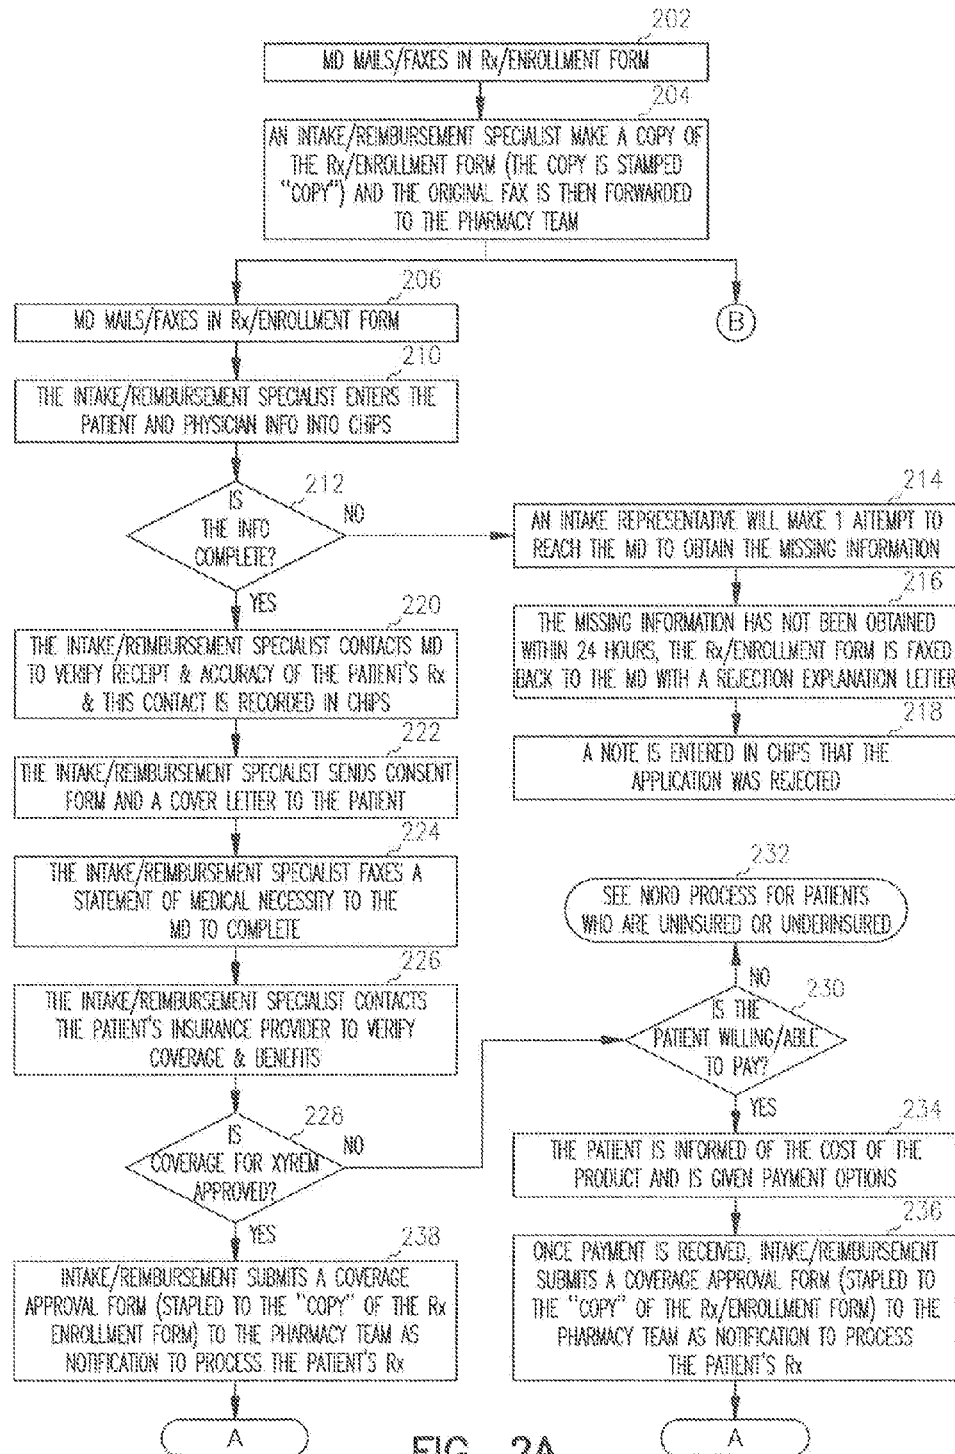 202
MD MAILS/FAXES IN Rx/ENROLLMENT FORM
204
AN INTAKE/REIMBURSEMENT SPECIALIST MAKE A COPY OF
THE Rx/ENROLLMENT FORM (THE COPY IS STAMPED
"COPY") AND THE ORIGINAL FAX IS THEN FORWARDED
TO THE PHARMACY TEAM
206
MD MAILS/FAXES IN Rx/ENROLLMENT FORM
B
210
THE INTAKE/REIMBURSEMENT SPECIALIST ENTERS THE
PATIENT AND PHYSICIAN INFO INTO CHIPS
212
IS
THE INFO
COMPLETE?
NO
YES
214
AN INTAKE REPRESENTATIVE WILL MAKE 1 ATTEMPT TO
REACH THE MD TO OBTAIN THE MISSING INFORMATION
216
THE MISSING INFORMATION HAS NOT BEEN OBTAINED
WITHIN 24 HOURS, THE Rx/ENROLLMENT FORM IS FAXED
BACK TO THE MD WITH A REJECTION EXPLANATION LETTER
218
A NOTE IS ENTERED IN CHIPS THAT THE
APPLICATION WAS REJECTED
220
THE INTAKE/REIMBURSEMENT SPECIALIST CONTACTS MD
TO VERIFY RECEIPT & ACCURACY OF THE PATIENT'S Rx
& THIS CONTACT IS RECORDED IN CHIPS
222
THE INTAKE/REIMBURSEMENT SPECIALIST SENDS CONSENT
FORM AND A COVER LETTER TO THE PATIENT
224
THE INTAKE/REIMBURSEMENT SPECIALIST FAXES A
STATEMENT OF MEDICAL NECESSITY TO THE
MD TO COMPLETE
226
THE INTAKE/REIMBURSEMENT SPECIALIST CONTACTS
THE PATIENT'S INSURANCE PROVIDER TO VERIFY
COVERAGE & BENEFITS
228
IS
COVERAGE FOR XYREM
APPROVED?
NO
YES
232
SEE NORD PROCESS FOR PATIENTS
WHO ARE UNINSURED OR UNDERINSURED
NO
230
IS THE
PATIENT WILLING/ABLE
TO PAY?
YES
234
THE PATIENT IS INFORMED OF THE COST OF THE
PRODUCT AND IS GIVEN PAYMENT OPTIONS
236
ONCE PAYMENT IS RECEIVED, INTAKE/REIMBURSEMENT
SUBMITS A COVERAGE APPROVAL FORM (STAPLED TO
THE "COPY" OF THE Rx/ENROLLMENT FORM) TO THE
PHARMACY TEAM AS NOTIFICATION TO PROCESS
THE PATIENT'S Rx
238
INTAKE/REIMBURSEMENT SUBMITS A COVERAGE
APPROVAL FORM (STAPLED TO THE "COPY" OF THE Rx
ENROLLMENT FORM) TO THE PHARMACY TEAM AS
NOTIFICATION TO PROCESS THE PATIENT'S Rx
A
A
FIG. 2A